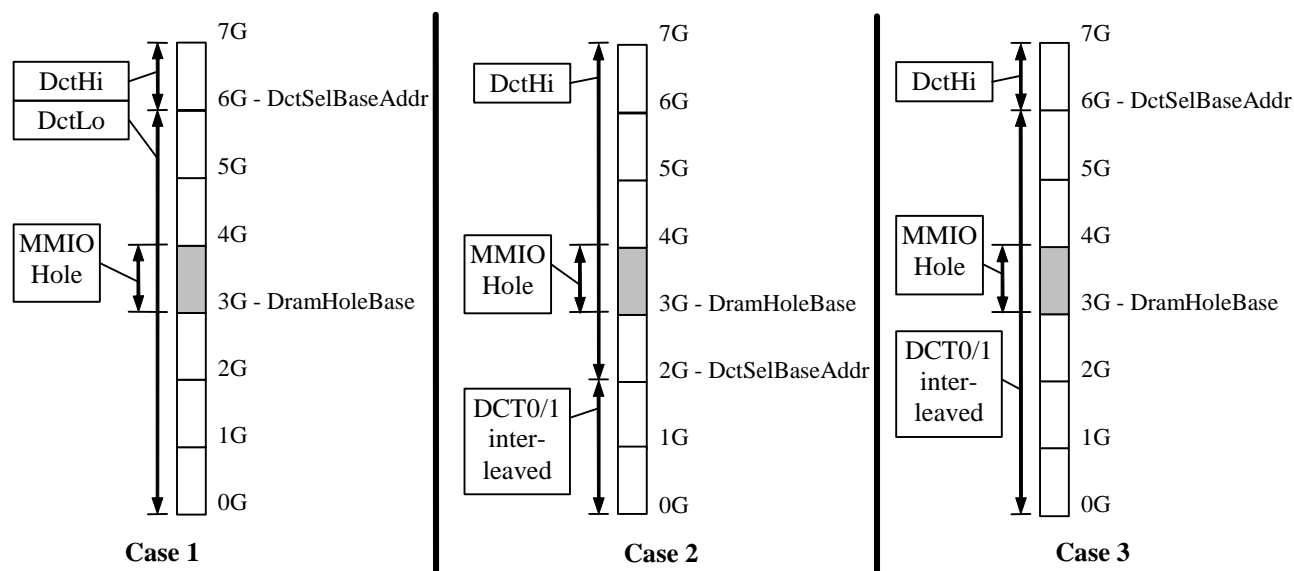 7G
DctHi
6G - DctSelBaseAddr
DctLo
5G
4G
MMIO
Hole
3G - DramHoleBase
2G
1G
0G
Case 1
7G
DctHi
6G
5G
4G
MMIO
Hole
3G - DramHoleBase
2G - DctSelBaseAddr
DCT0/1
inter-
leaved
1G
0G
Case 2
7G
DctHi
6G - DctSelBaseAddr
5G
4G
MMIO
Hole
3G - DramHoleBase
DCT0/1
inter-
leaved
2G
1G
0G
Case 3